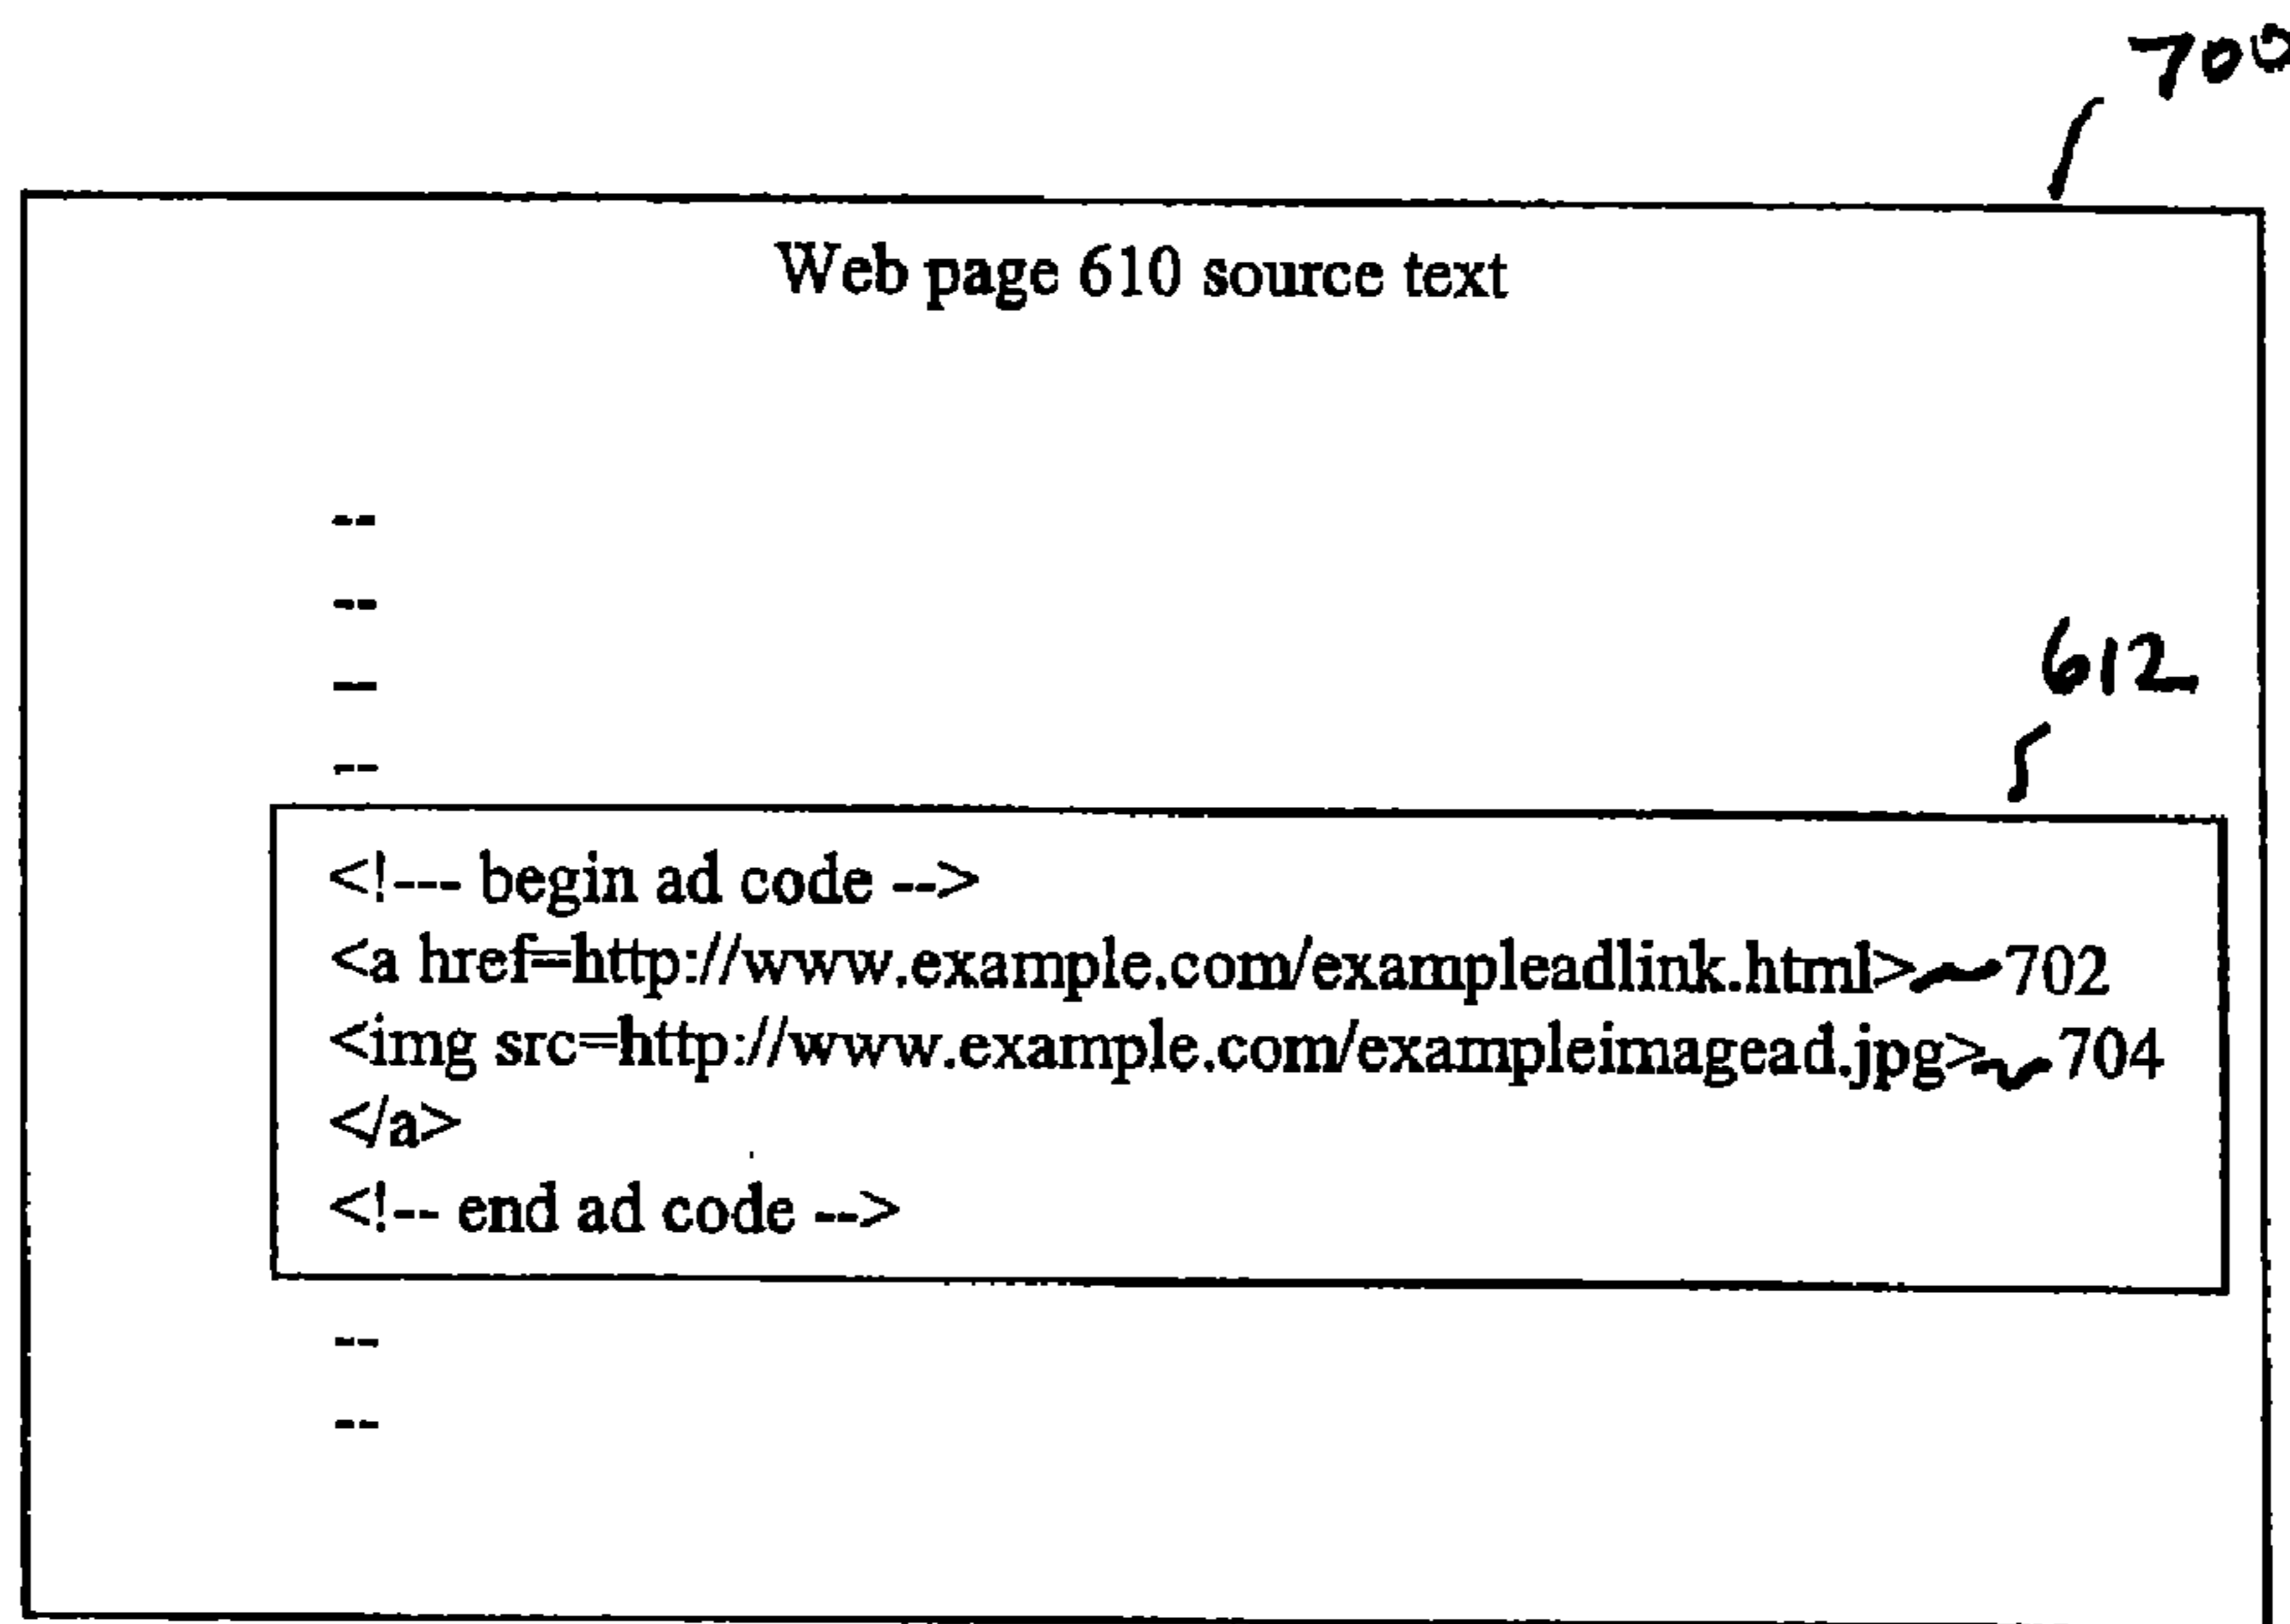 700
Web page 610 source text
--
--
--
--
612
<!--- begin ad code -->
<a href=http://www.example.com/exampleadlink.html> 702
<img src=http://www.example.com/exampleimagead.jpg> 704
</a>
<!-- end ad code -->
--
--